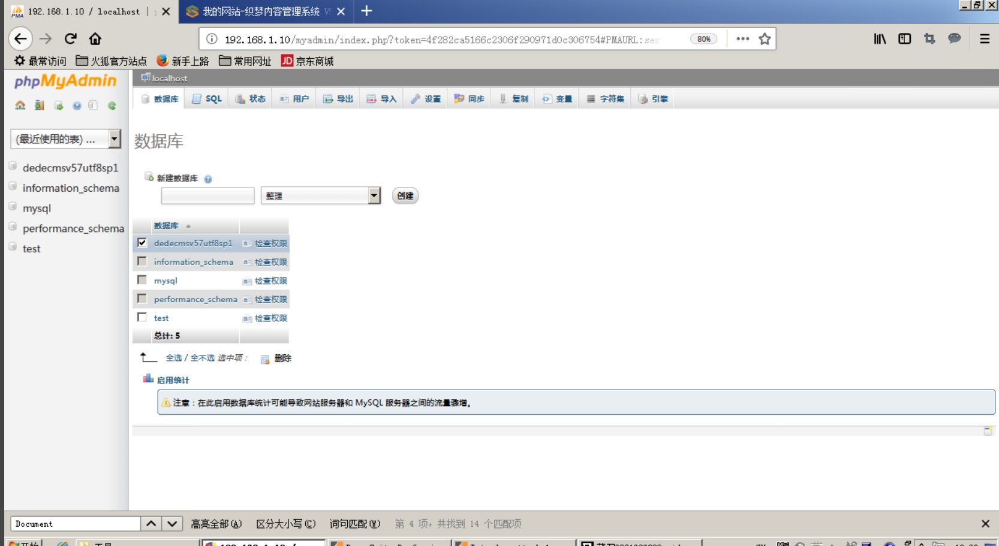 192.168.1.10 / localhost |
我的网站-织梦内容管理系统 V5
192.168.1.10/myadmin/index.php?token=4f282ca5166c2306f290971d0c306754#PMAURL:ser
80%
最常访问 火狐官方站点 新手上路 常用网址 JD 京东商城
phpMyAdmin
localhost
数据库 SQL 状态 用户 导出 导入 设置 同步 复制 变量 字符集 引擎
(最近使用的表) ...
dedecmsv57utf8sp1
information_schema
mysql
performance_schema
test
数据库
新建数据库
整理 创建
数据库
dedecmsv57utf8sp1 检查权限
information_schema 检查权限
mysql 检查权限
performance_schema 检查权限
test 检查权限
总计: 5
全选 / 全不选 选中项： 删除
启用统计
注意：在此启用数据库统计可能导致网站服务器和 MySQL 服务器之间的流量骤增。
Document 高亮全部(A) 区分大小写(C) 词句匹配(W) 第 4 项，共找到 14 个匹配项
开始 工具